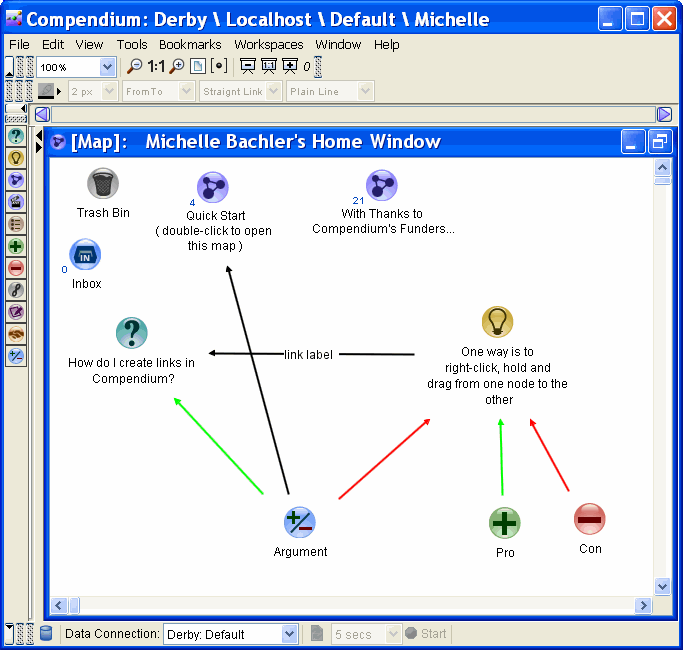 Compendium: Derby \ Localhost \ Default \ Michelle
File Edit View Tools Bookmarks Workspaces Window Help
100% 1:1 1:1 0
2 px FromTo Straignt Link Plain Line
[Map]: Michelle Bachler's Home Window
Trash Bin
4
Quick Start
( double-click to open
this map )
21
With Thanks to
Compendium's Funders...
IN
0
Inbox
?
How do I create links in
Compendium?
link label
One way is to
right-click, hold and
drag from one node to the
other
Argument
Pro
Con
Data Connection: Derby: Default 5 secs Start